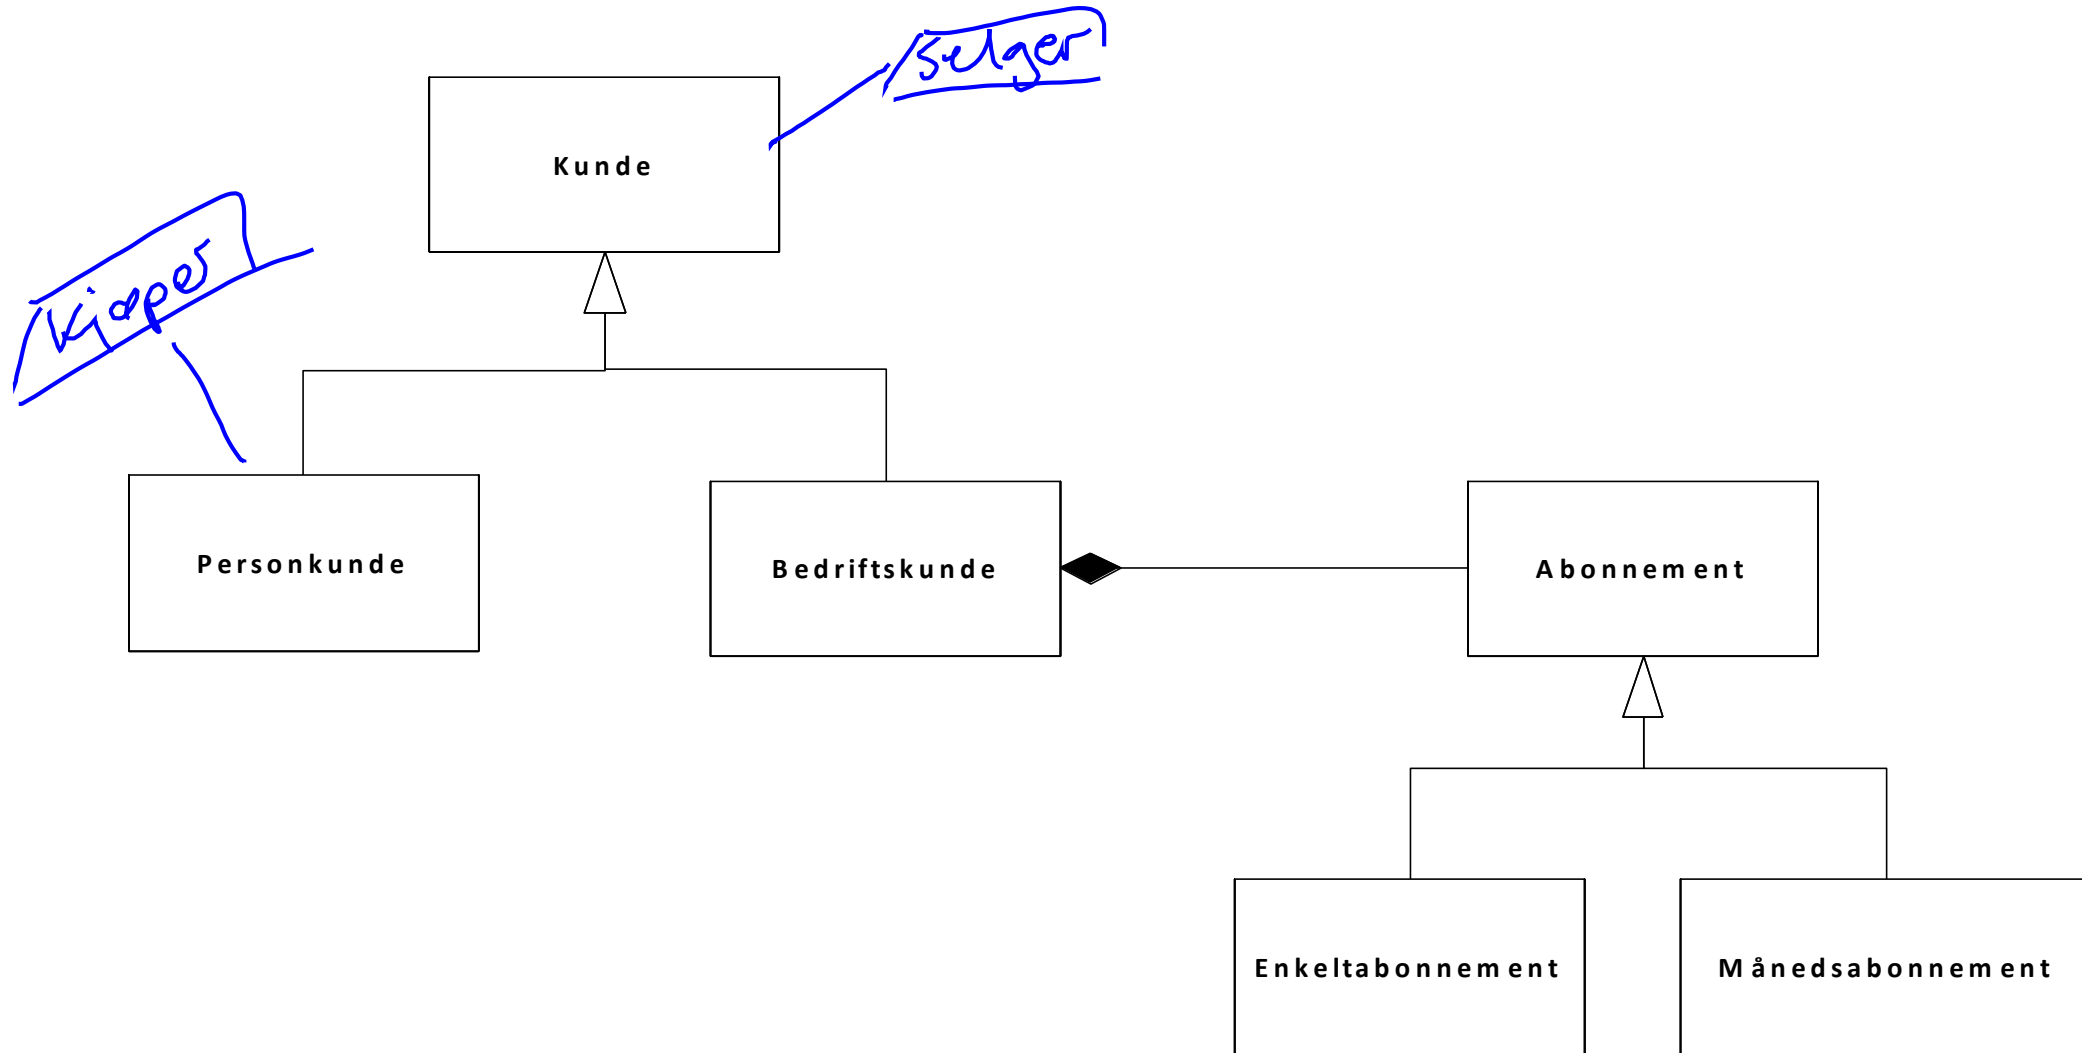 selger
Kunde
kjøper
Personkunde
Bedriftskunde
Abonnement
Enkeltabonnement
Månedsabonnement